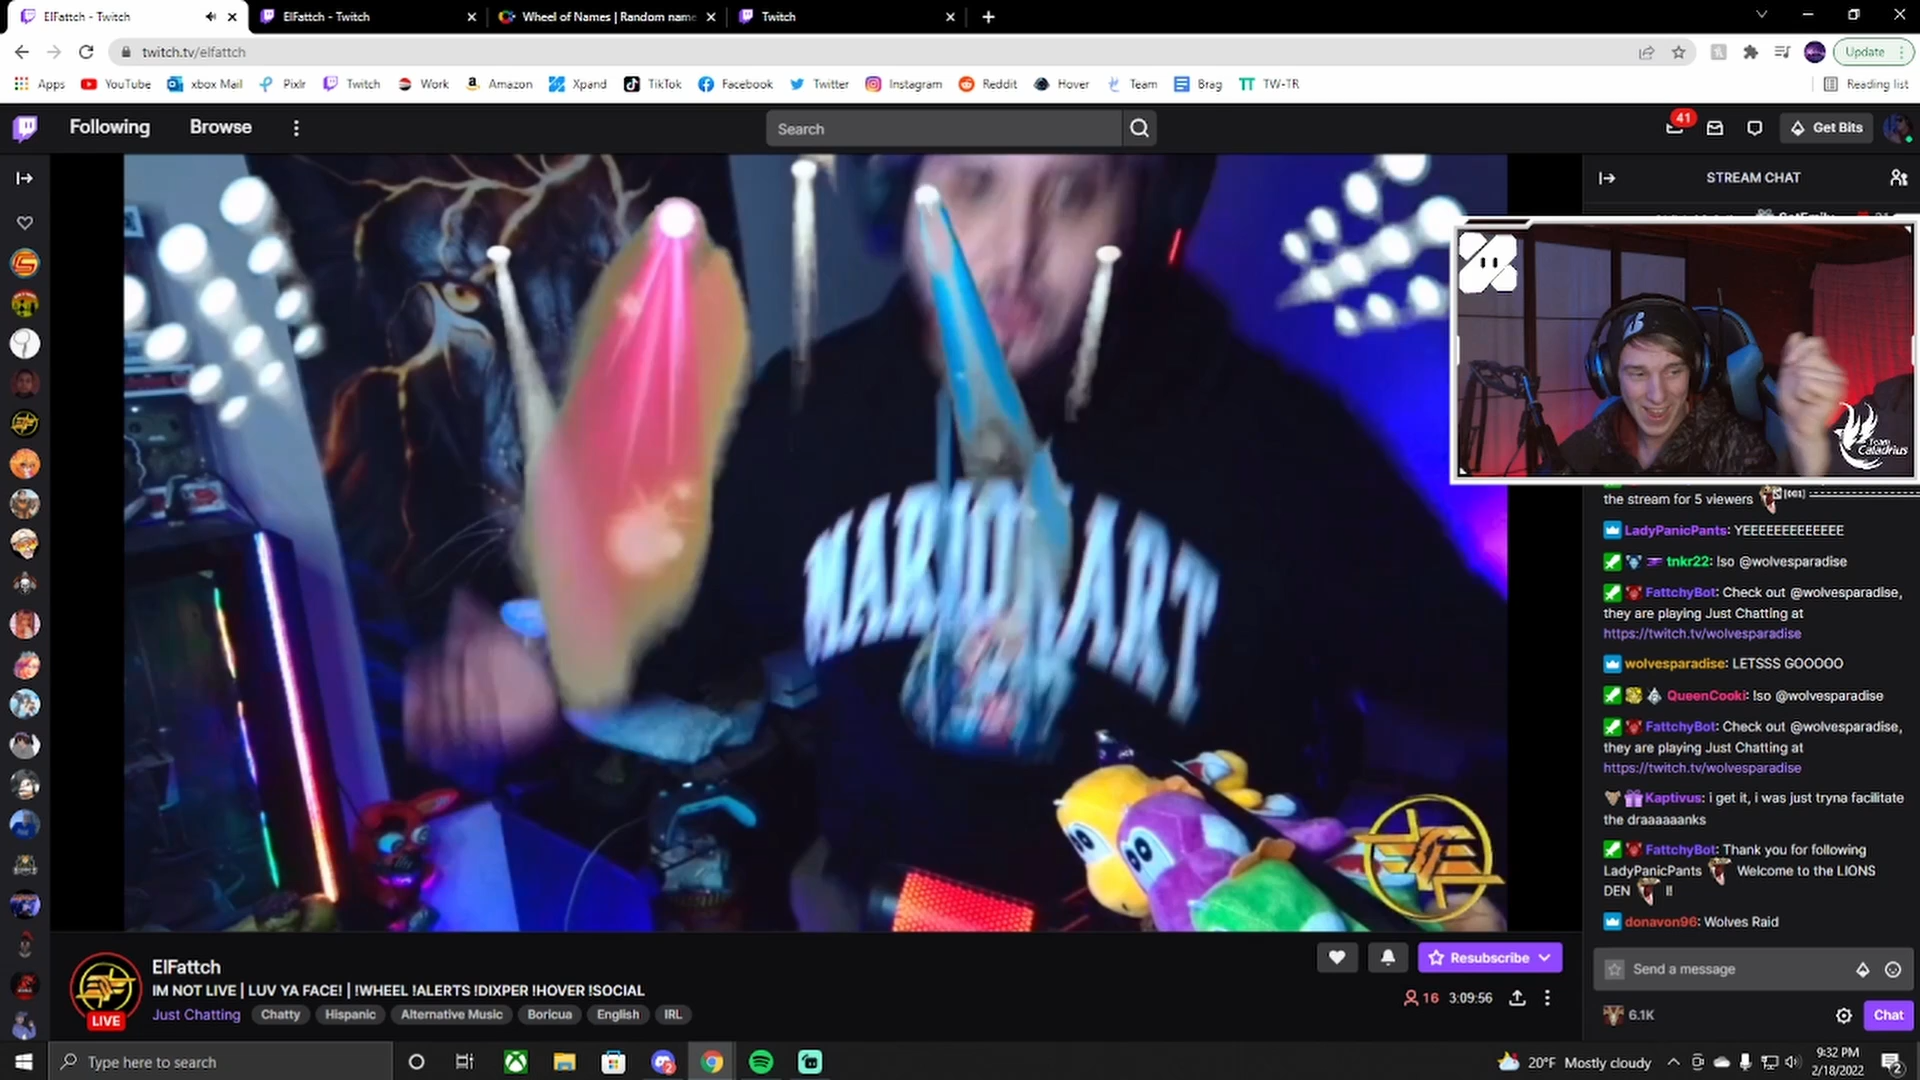 ElFattch - Twitch
ElFattch - Twitch
Wheel of Names | Random name
Twitch
twitch.tv/elfattch
Update
Apps
YouTube
xbox Mail
Pixlr
Twitch
Work
Amazon
Xpand
TikTok
Facebook
Twitter
Instagram
Reddit
Hover
Team
Brag
TW-TR
Reading list
Following
Browse
Search
41
Get Bits
STREAM CHAT
Team
Caladrius
MARIO KART
the stream for 5 viewers
LadyPanicPants: YEEEEEEEEEEEEE
tnkr22: !so @wolvesparadise
FattchyBot: Check out @wolvesparadise,
they are playing Just Chatting at
https://twitch.tv/wolvesparadise
wolvesparadise: LETSSS GOOOOO
QueenCooki: !so @wolvesparadise
FattchyBot: Check out @wolvesparadise,
they are playing Just Chatting at
https://twitch.tv/wolvesparadise
Kaptivus: i get it, i was just tryna facilitate
the draaaaaanks
FattchyBot: Thank you for following
LadyPanicPants Welcome to the LIONS
DEN !!
donavon96: Wolves Raid
Send a message
6.1K
Chat
ElFattch
IM NOT LIVE | LUV YA FACE! | !WHEEL !ALERTS !DIXPER !HOVER !SOCIAL
Just Chatting
Chatty
Hispanic
Alternative Music
Boricua
English
IRL
LIVE
Resubscribe
16
3:09:56
Type here to search
2
20°F Mostly cloudy
9:32 PM
2/18/2022
2